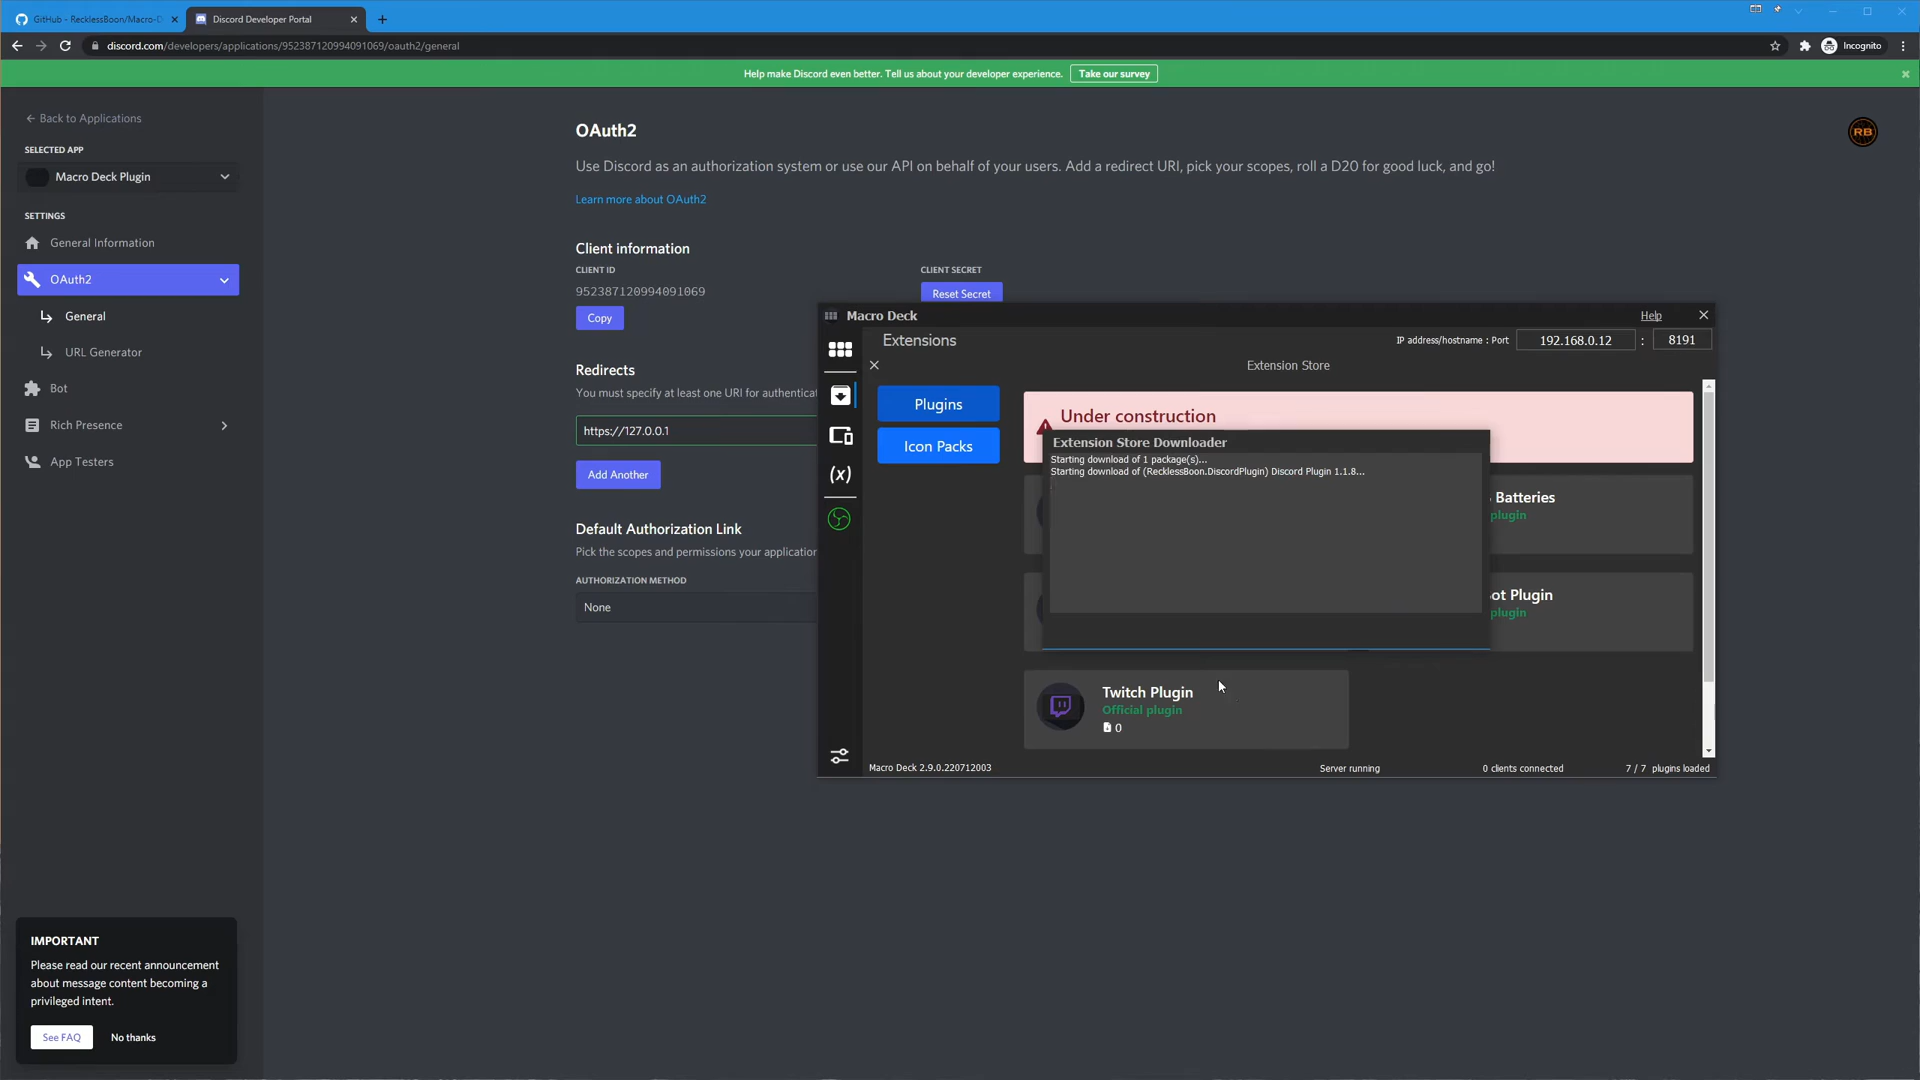 GitHub - RecklessBoon/Macro-D
Discord Developer Portal
discord.com/developers/applications/952387120994091069/oauth2/general
Incognito
Help make Discord even better. Tell us about your developer experience.
Take our survey
Back to Applications
SELECTED APP
Macro Deck Plugin
SETTINGS
General Information
OAuth2
General
URL Generator
Bot
Rich Presence
App Testers
IMPORTANT
Please read our recent announcement
about message content becoming a
privileged intent.
See FAQ
No thanks
OAuth2
Use Discord as an authorization system or use our API on behalf of your users. Add a redirect URI, pick your scopes, roll a D20 for good luck, and go!
Learn more about OAuth2
RB
Client information
CLIENT ID
952387120994091069
Copy
CLIENT SECRET
Reset Secret
Redirects
You must specify at least one URI for authenticat
https://127.0.0.1
Add Another
Default Authorization Link
Pick the scopes and permissions your application
AUTHORIZATION METHOD
None
Macro Deck
Help
Extensions
IP address/hostname : Port
192.168.0.12
:
8191
Extension Store
Plugins
Icon Packs
(x)
Under construction
Extension Store Downloader
Starting download of 1 package(s)...
Starting download of (RecklessBoon.DiscordPlugin) Discord Plugin 1.1.8...
Batteries
plugin
ot Plugin
plugin
Twitch Plugin
Official plugin
0
Macro Deck 2.9.0.220712003
Server running
0 clients connected
7 / 7 plugins loaded